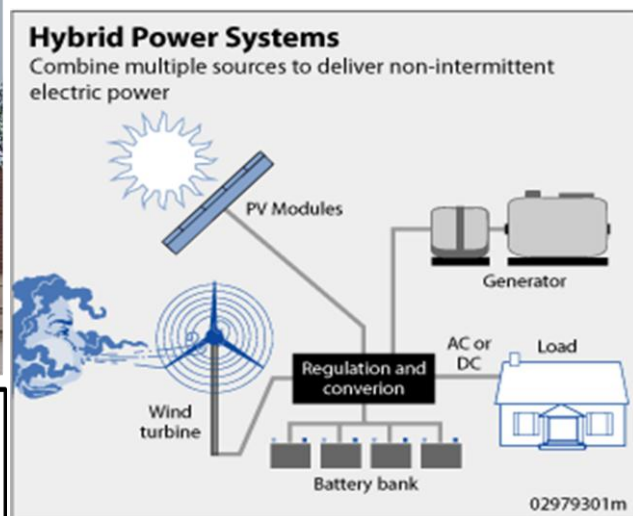 Hybrid Power Systems
Combine multiple sources to deliver non-intermittent
electric power
PV Modules
Generator
AC or
DC
Load
Regulation and
converion
Wind
turbine
Battery bank
02979301m